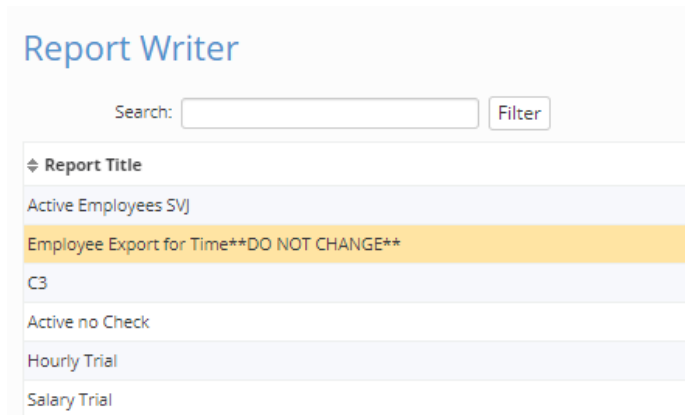 Report Writer
Search:
Filter
Report Title
Active Employees SVJ
Employee Export for Time**DO NOT CHANGE**
C3
Active no Check
Hourly Trial
Salary Trial